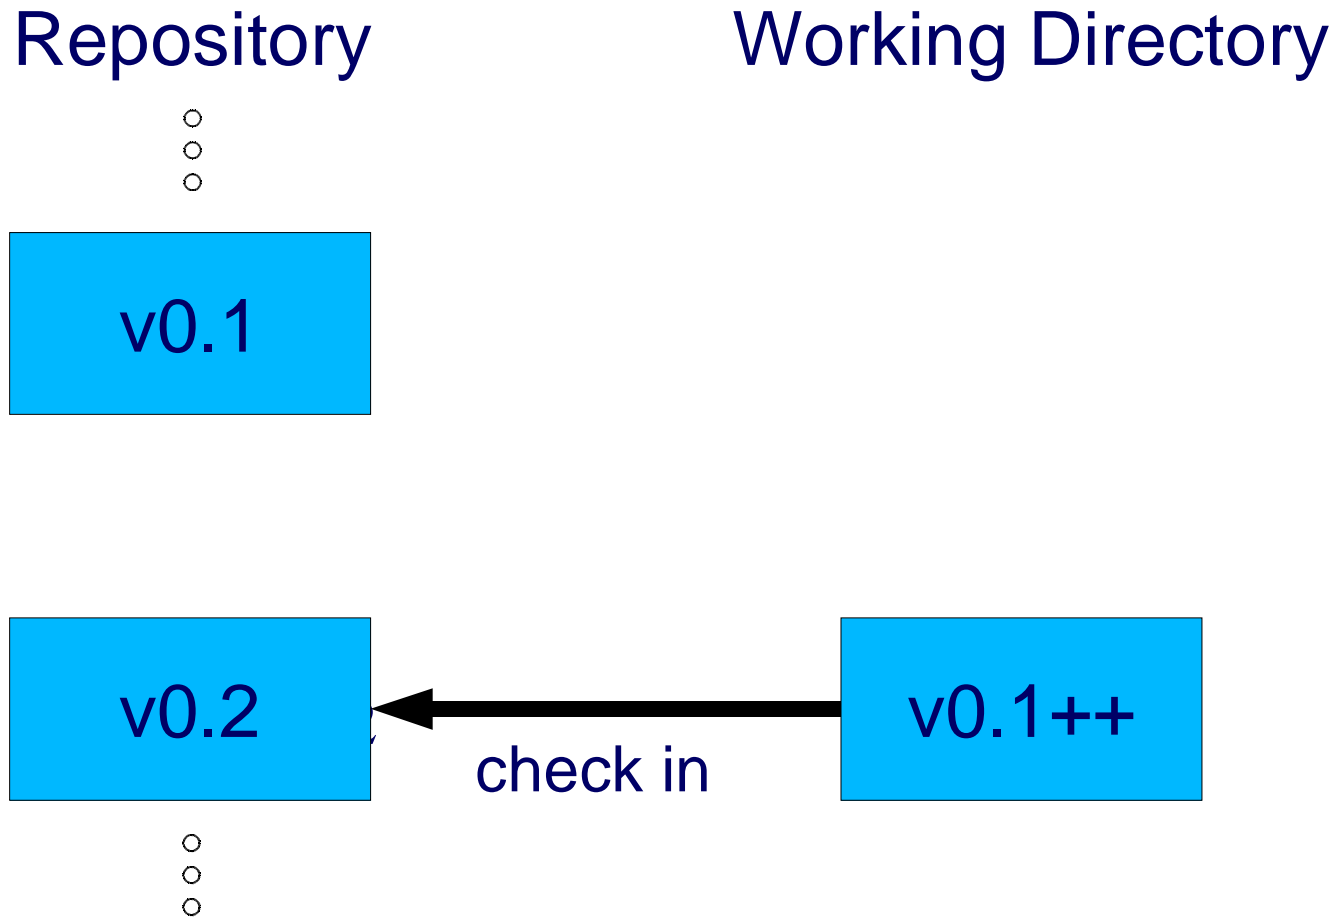 Repository
Working Directory
v0.1
v0.2
check in
v0.1++